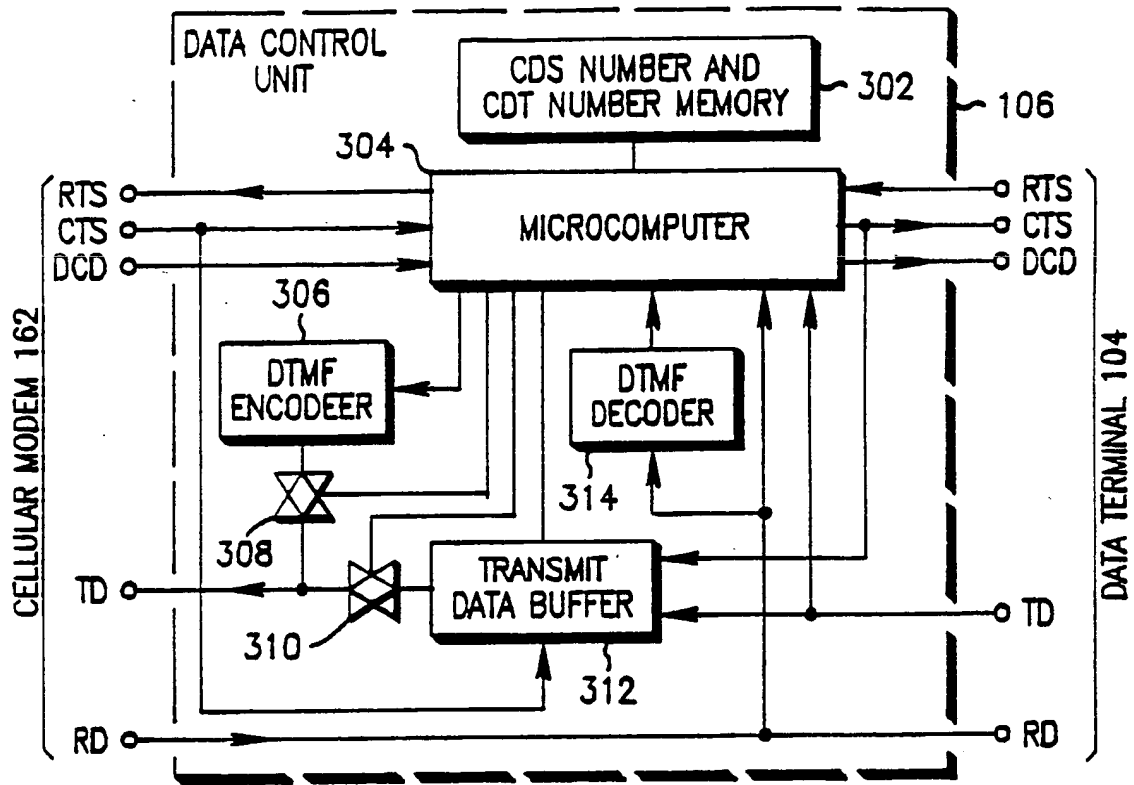 DATA CONTROL
UNIT
CDS NUMBER AND
CDT NUMBER MEMORY
302
106
304
RTS
CTS
DCD
MICROCOMPUTER
RTS
CTS
DCD
306
DTMF
ENCODEER
DTMF
DECODER
314
308
CELLULAR MODEM 162
DATA TERMINAL 104
TD
310
TRANSMIT
DATA BUFFER
312
TD
RD
RD